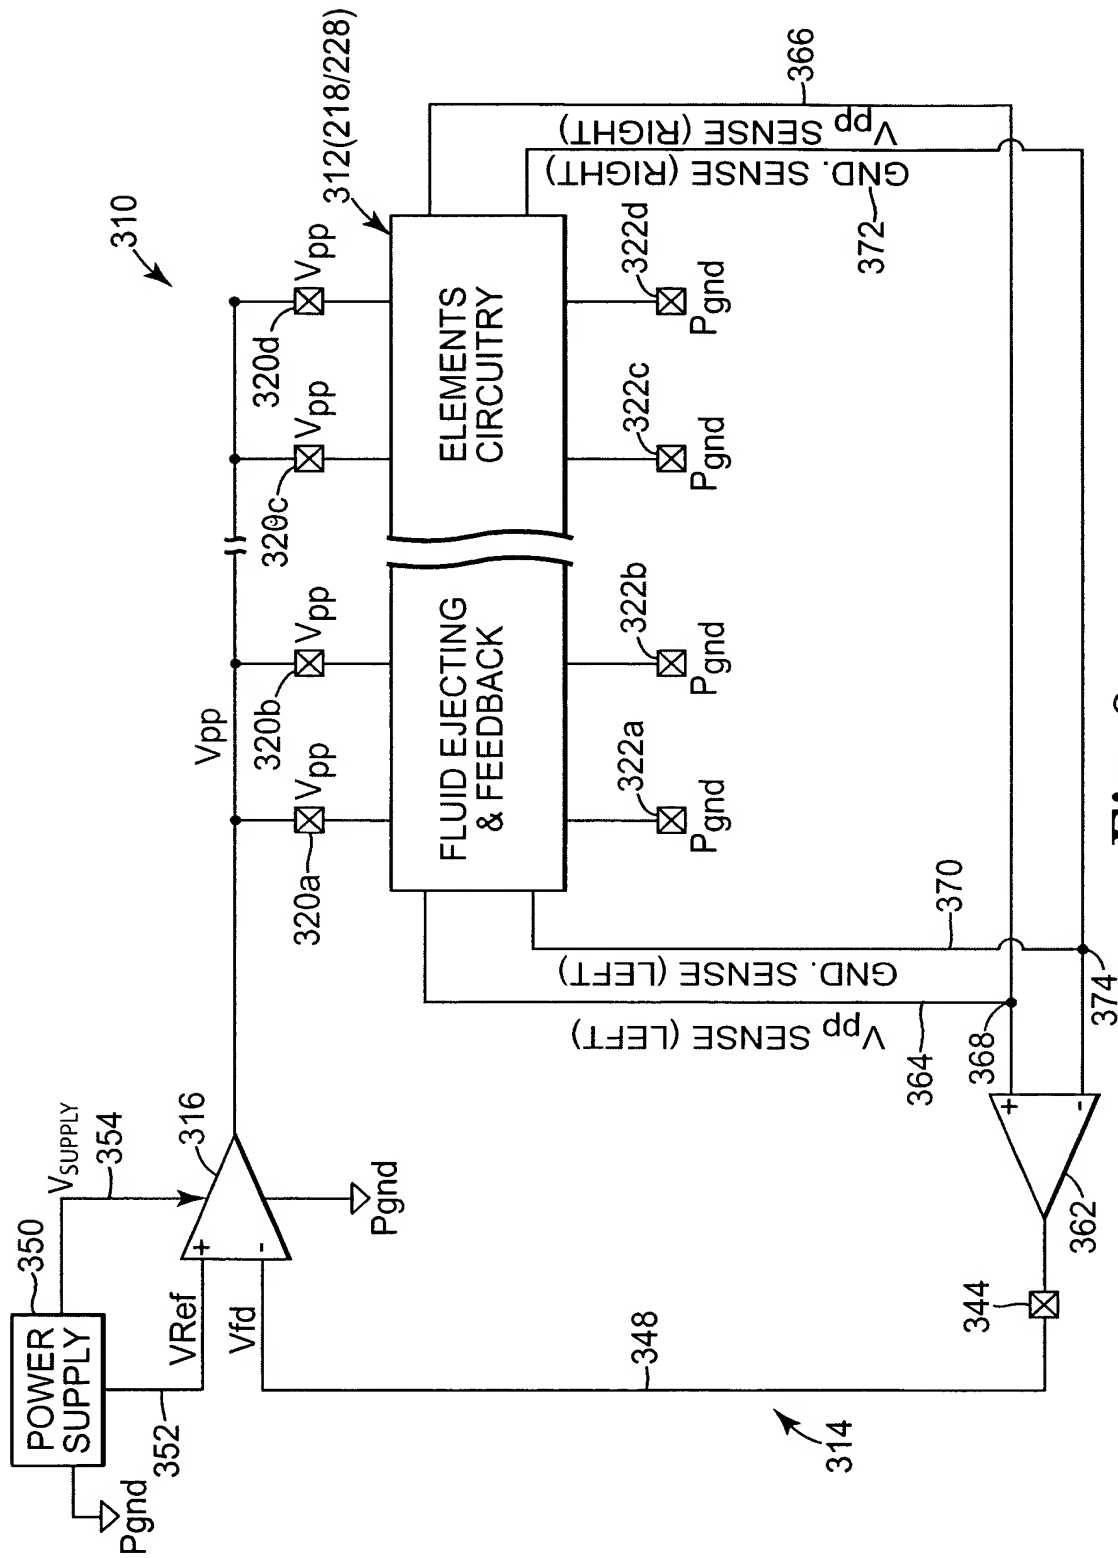 310
Vpp
320a
Vpp
320b
Vpp
320c
Vpp
320d
Vpp
312(218/228)
FLUID EJECTING
& FEEDBACK
ELEMENTS
CIRCUITRY
322a
Pgnd
322b
Pgnd
322c
Pgnd
322d
Pgnd
POWER
SUPPLY
350
VSUPPLY
354
352
VRef
Vfd
+
-
316
Pgnd
Pgnd
348
314
344
362
+
-
368
374
364
Vpp SENSE (LEFT)
GND. SENSE (LEFT)
370
372
GND. SENSE (RIGHT)
Vpp SENSE (RIGHT)
366